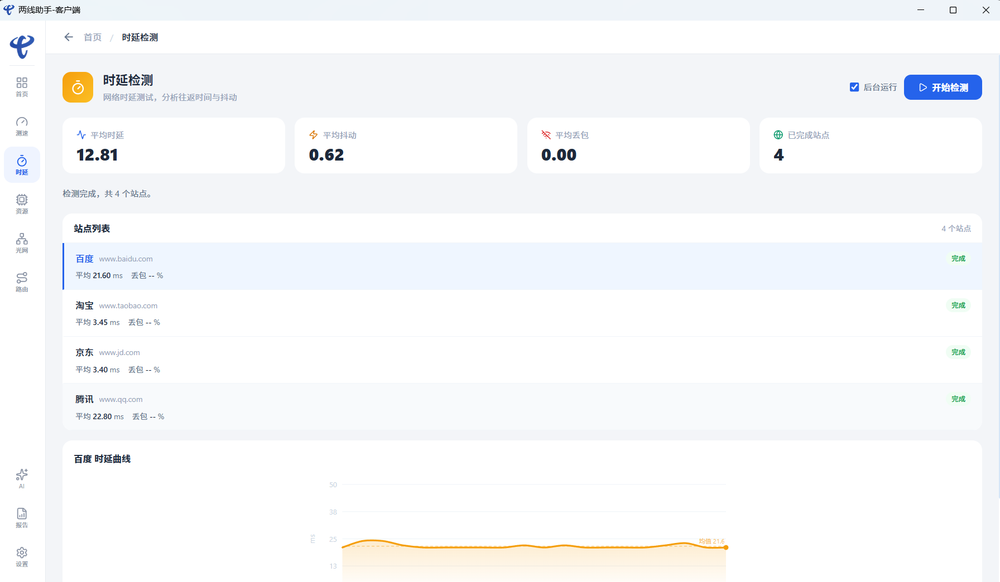 两线助手-客户端
首页 / 时延检测
首页
测速
时延
资源
光网
路由
AI
报告
设置
时延检测
网络时延测试，分析往返时间与抖动
后台运行
开始检测
平均时延
12.81
平均抖动
0.62
平均丢包
0.00
已完成站点
4
检测完成，共 4 个站点。
站点列表
4 个站点
百度 www.baidu.com
完成
平均 21.60 ms 丢包 -- %
淘宝 www.taobao.com
完成
平均 3.45 ms 丢包 -- %
京东 www.jd.com
完成
平均 3.40 ms 丢包 -- %
腾讯 www.qq.com
完成
平均 22.80 ms 丢包 -- %
百度 时延曲线
50
38
25
13
ms
均值 21.6